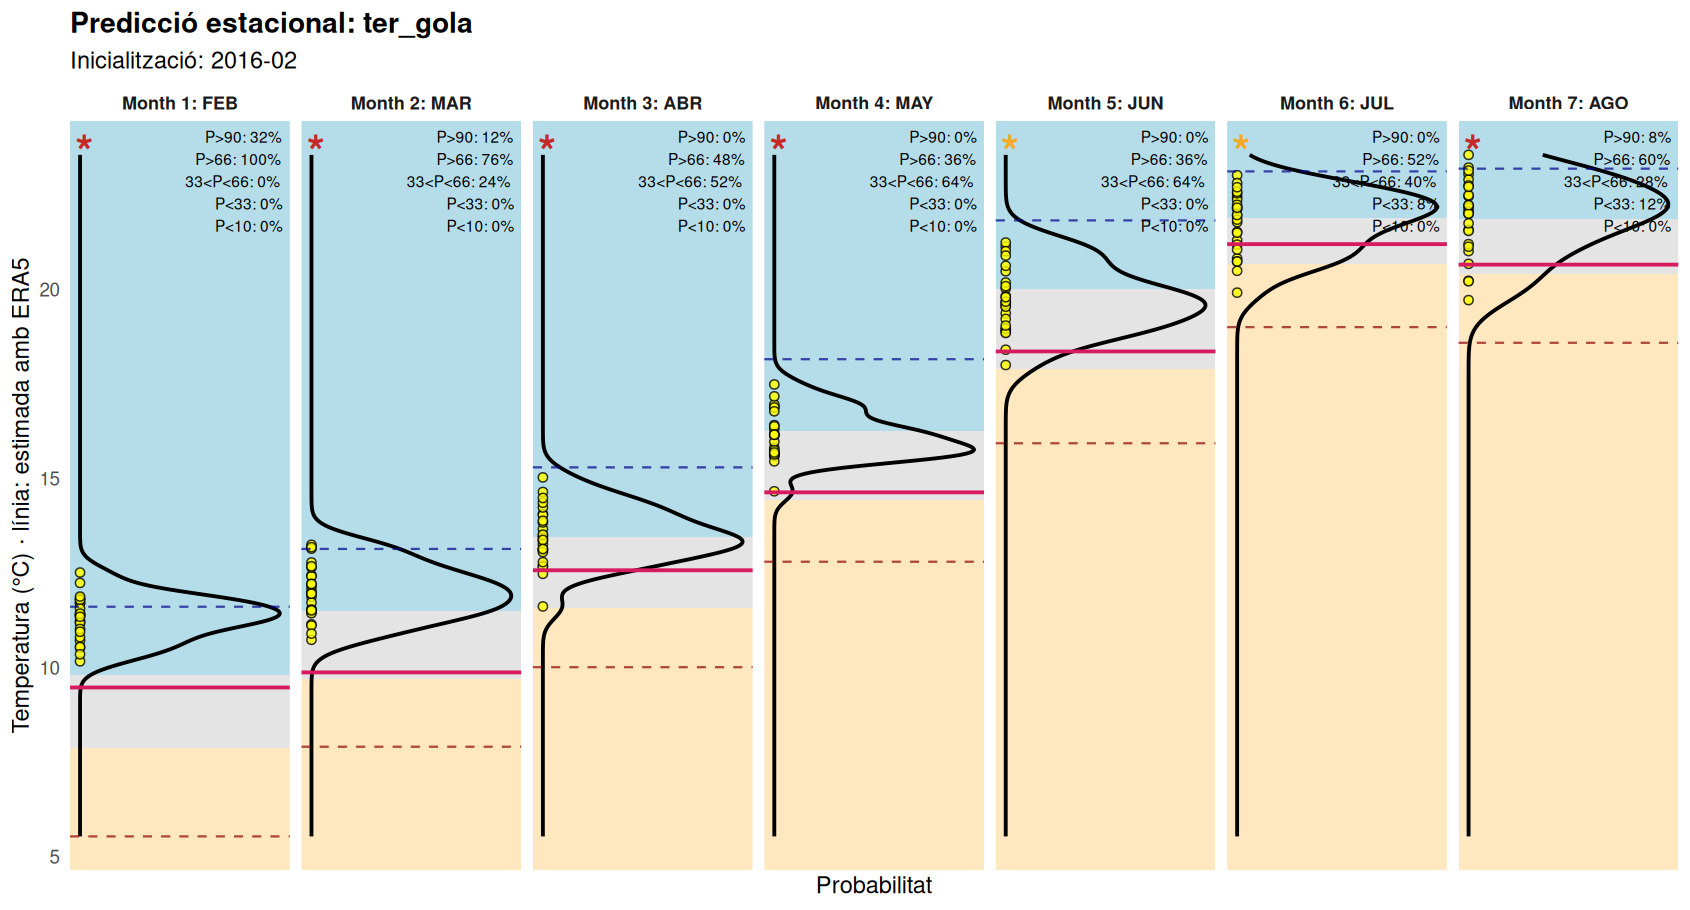 Predicció estacional: ter_gola
Inicialització: 2016-02
Month 1: FEB
Month 2: MAR
Month 3: ABR
Month 4: MAY
Month 5: JUN
Month 6: JUL
Month 7: AGO
*
P>90: 32%
P>66: 100%
33<P<66: 0%
P<33: 0%
P<10: 0%
*
P>90: 12%
P>66: 76%
33<P<66: 24%
P<33: 0%
P<10: 0%
*
P>90: 0%
P>66: 48%
33<P<66: 52%
P<33: 0%
P<10: 0%
*
P>90: 0%
P>66: 36%
33<P<66: 64%
P<33: 0%
P<10: 0%
*
P>90: 0%
P>66: 36%
33<P<66: 64%
P<33: 0%
P<10: 0%
*
P>90: 0%
P>66: 52%
33<P<66: 40%
P<33: 8%
P<10: 0%
*
P>90: 8%
P>66: 60%
33<P<66: 28%
P<33: 12%
P<10: 0%
Temperatura (°C) · línia: estimada amb ERA5
20
15
10
5
Probabilitat